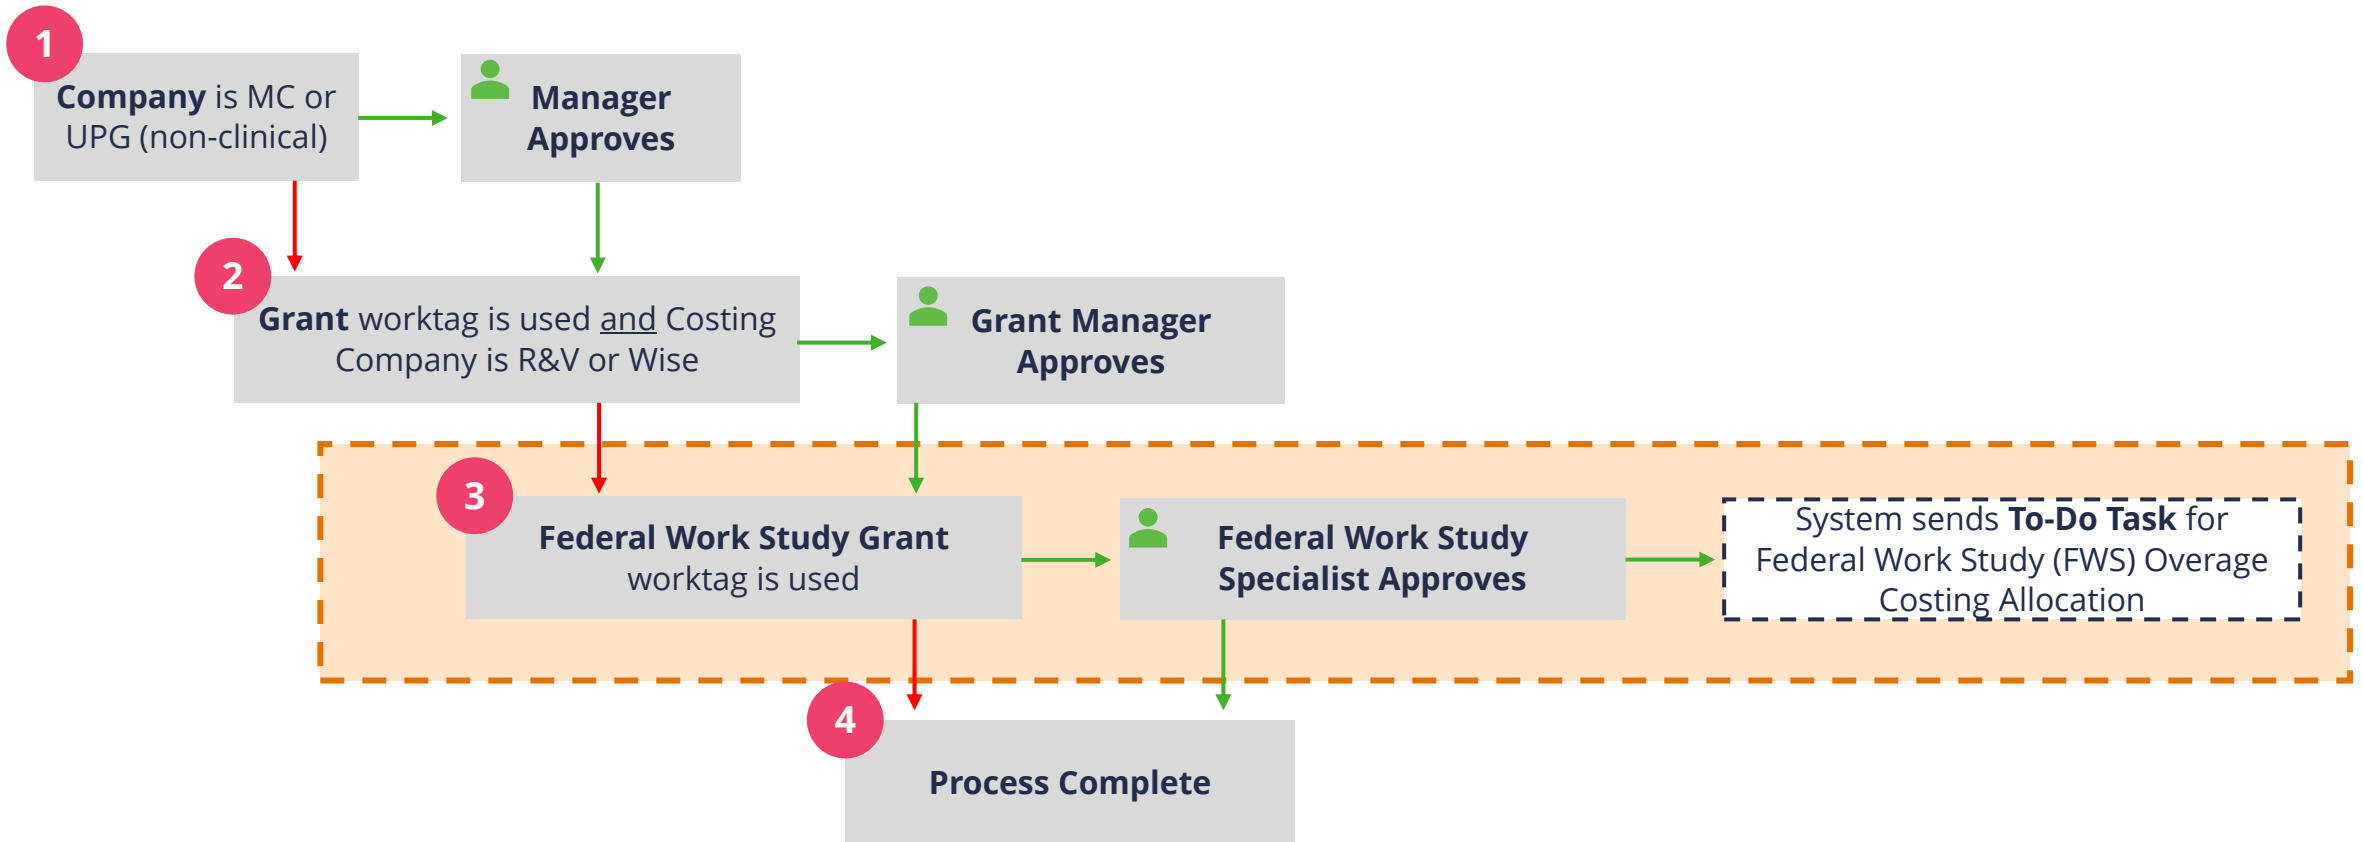 1
Company is MC or
UPG (non-clinical)
Manager
Approves
2
Grant worktag is used and Costing
Company is R&V or Wise
Grant Manager
Approves
3
Federal Work Study Grant
worktag is used
Federal Work Study
Specialist Approves
System sends To-Do Task for
Federal Work Study (FWS) Overage
Costing Allocation
4
Process Complete